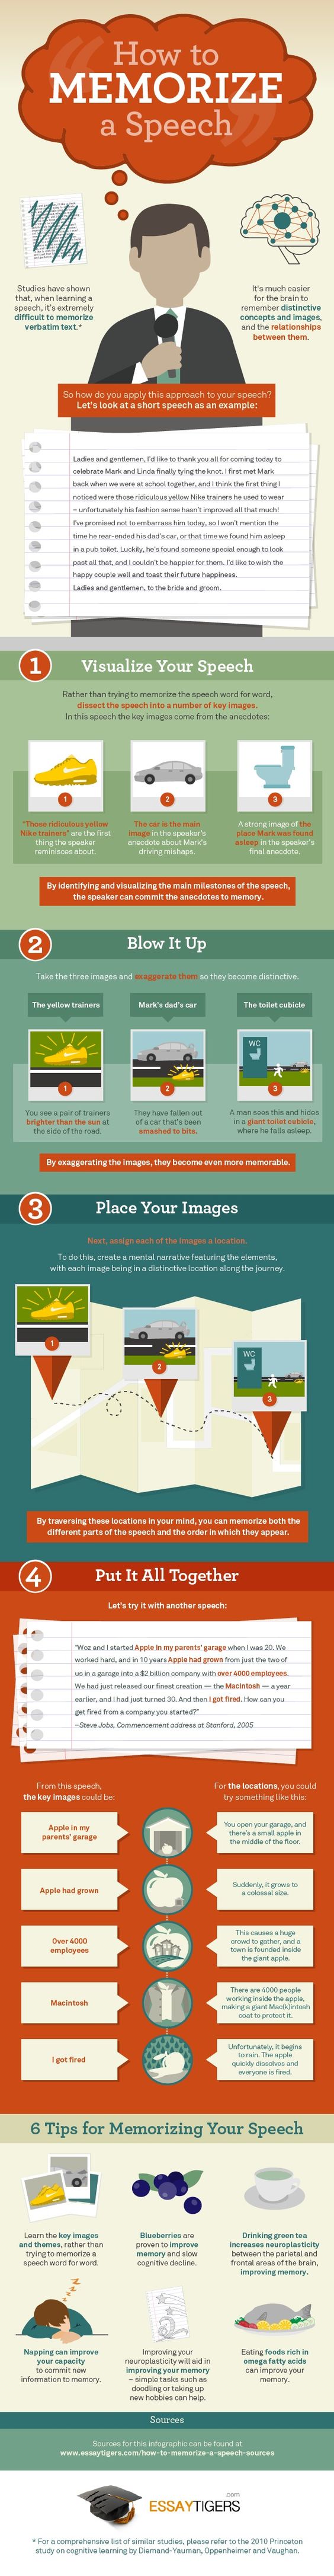 How to
MEMORIZE
a Speech
Studies have shown
that, when learning a
speech, it's extremely
difficult to memorize
verbatim text.*
It's much easier
for the brain to
remember distinctive
concepts and images,
and the relationships
between them.
So how do you apply this approach to your speech?
Let's look at a short speech as an example:
Ladies and gentlemen, I'd like to thank you all for coming today to
celebrate Mark and Linda finally tying the knot. I first met Mark
back when we were at school together, and I think the first thing I
noticed were those ridiculous yellow Nike trainers he used to wear
– unfortunately his fashion sense hasn't improved all that much!
I've promised not to embarrass him today, so I won't mention the
time he rear-ended his dad's car, or that time we found him asleep
in a pub toilet. Luckily, he's found someone special enough to look
past all that, and I couldn't be happier for them. I'd like to wish the
happy couple well and toast their future happiness.
Ladies and gentlemen, to the bride and groom.
1
Visualize Your Speech
Rather than trying to memorize the speech word for word,
dissect the speech into a number of key images.
In this speech the key images come from the anecdotes:
1
2
3
"Those ridiculous yellow
Nike trainers" are the first
thing the speaker
reminisces about.
The car is the main
image in the speaker's
anecdote about Mark's
driving mishaps.
A strong image of the
place Mark was found
asleep in the speaker's
final anecdote.
By identifying and visualizing the main milestones of the speech,
the speaker can commit the anecdotes to memory.
2
Blow It Up
Take the three images and exaggerate them so they become distinctive.
The yellow trainers
Mark's dad's car
The toilet cubicle
WC
1
2
3
You see a pair of trainers
brighter than the sun at
the side of the road.
They have fallen out
of a car that's been
smashed to bits.
A man sees this and hides
in a giant toilet cubicle,
where he falls asleep.
By exaggerating the images, they become even more memorable.
3
Place Your Images
Next, assign each of the images a location.
To do this, create a mental narrative featuring the elements,
with each image being in a distinctive location along the journey.
1
2
WC
3
By traversing these locations in your mind, you can memorize both the
different parts of the speech and the order in which they appear.
4
Put It All Together
Let's try it with another speech:
"Woz and I started Apple in my parents' garage when I was 20. We
worked hard, and in 10 years Apple had grown from just the two of
us in a garage into a $2 billion company with over 4000 employees.
We had just released our finest creation — the Macintosh — a year
earlier, and I had just turned 30. And then I got fired. How can you
get fired from a company you started?"
–Steve Jobs, Commencement address at Stanford, 2005
From this speech,
the key images could be:
For the locations, you could
try something like this:
Apple in my
parents' garage
You open your garage, and
there's a small apple in
the middle of the floor.
Apple had grown
Suddenly, it grows to
a colossal size.
Over 4000
employees
This causes a huge
crowd to gather, and a
town is founded inside
the giant apple.
Macintosh
There are 4000 people
working inside the apple,
making a giant Mac(k)intosh
coat to protect it.
I got fired
Unfortunately, it begins
to rain. The apple
quickly dissolves and
everyone is fired.
6 Tips for Memorizing Your Speech
Learn the key images
and themes, rather than
trying to memorize a
speech word for word.
Blueberries are
proven to improve
memory and slow
cognitive decline.
Drinking green tea
increases neuroplasticity
between the parietal and
frontal areas of the brain,
improving memory.
Napping can improve
your capacity
to commit new
information to memory.
Improving your
neuroplasticity will aid in
improving your memory
– simple tasks such as
doodling or taking up
new hobbies can help.
Eating foods rich in
omega fatty acids
can improve your
memory.
Sources
Sources for this infographic can be found at
www.essaytigers.com/how-to-memorize-a-speech-sources
.com
ESSAYTIGERS
* For a comprehensive list of similar studies, please refer to the 2010 Princeton
study on cognitive learning by Diemand-Yauman, Oppenheimer and Vaughan.